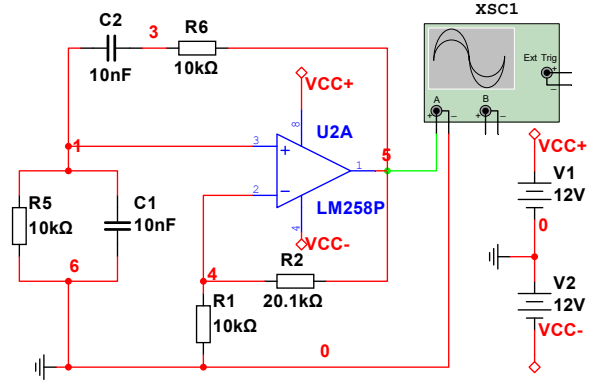 XSC1
C2
3
R6
10nF
10kΩ
Ext Trig
+
–
A
B
+ –
+ –
VCC+
8
U2A
1
3
+
5
1
2
−
LM258P
4
VCC-
VCC+
V1
12V
0
R5
10kΩ
C1
10nF
6
4
R2
20.1kΩ
R1
10kΩ
0
V2
12V
VCC-